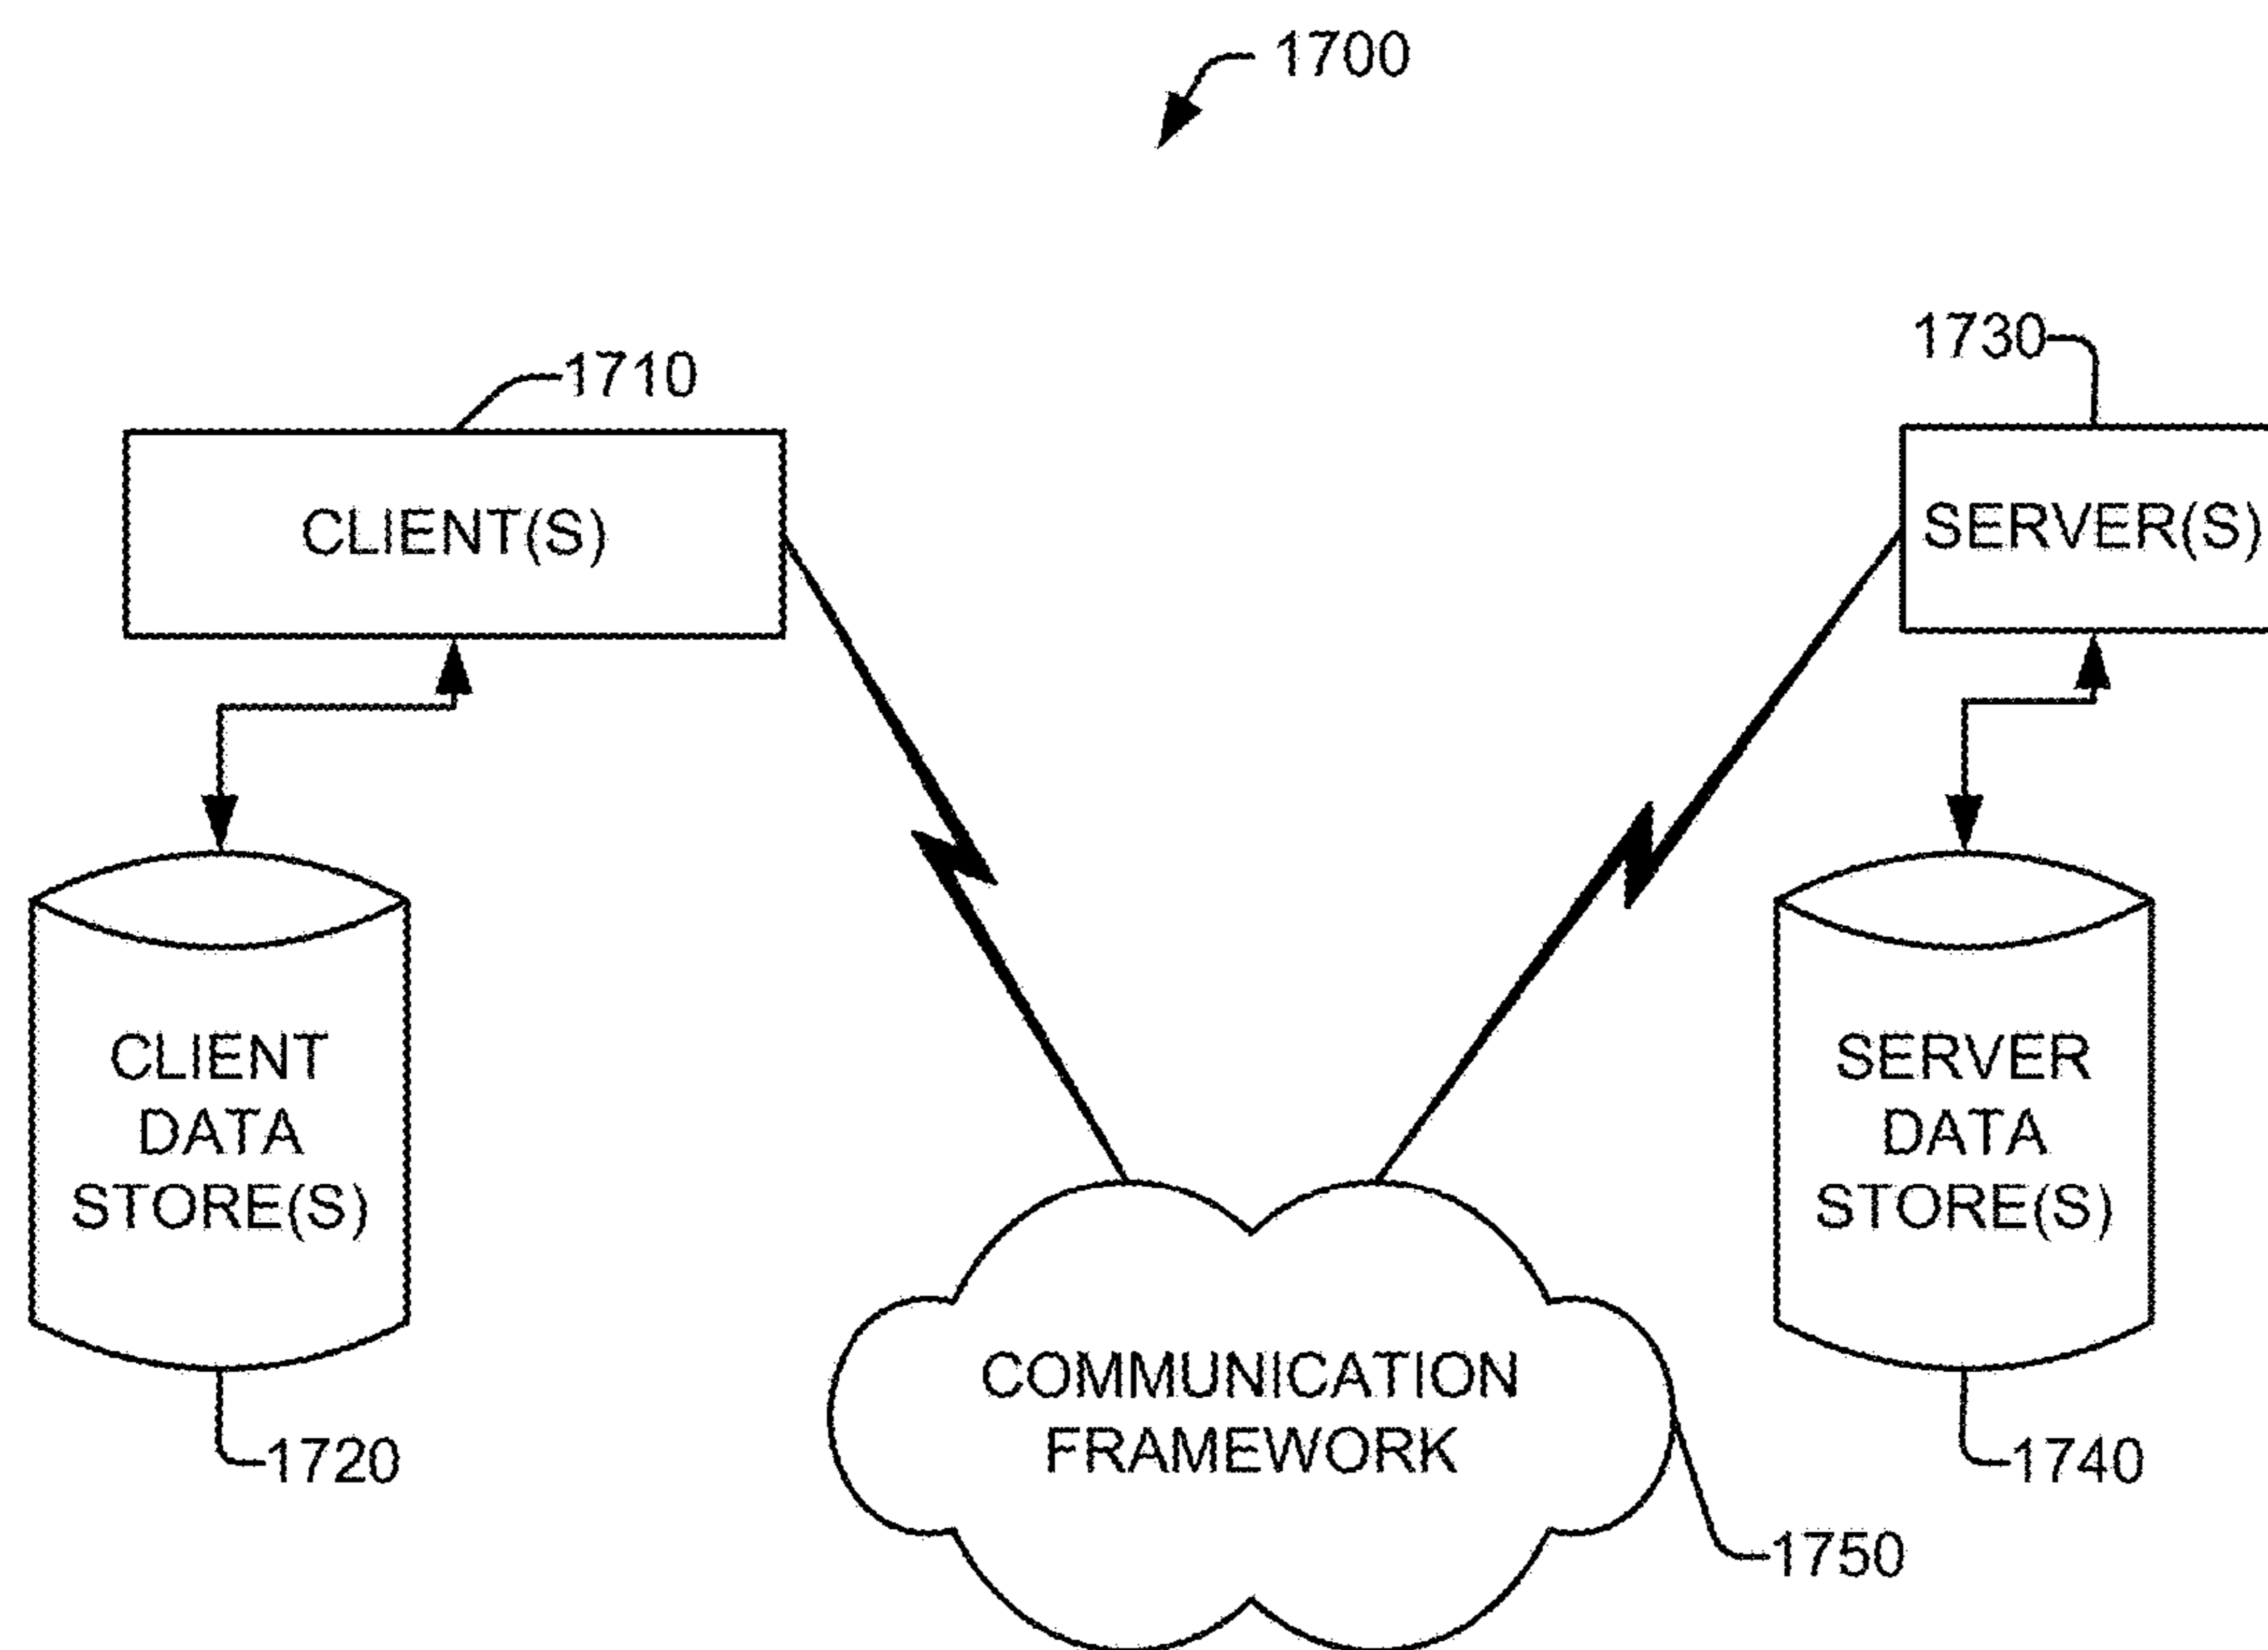 1700
1710
1730
CLIENT(S)
SERVER(S)
CLIENT
DATA
STORE(S)
SERVER
DATA
STORE(S)
COMMUNICATION
FRAMEWORK
1720
1740
1750